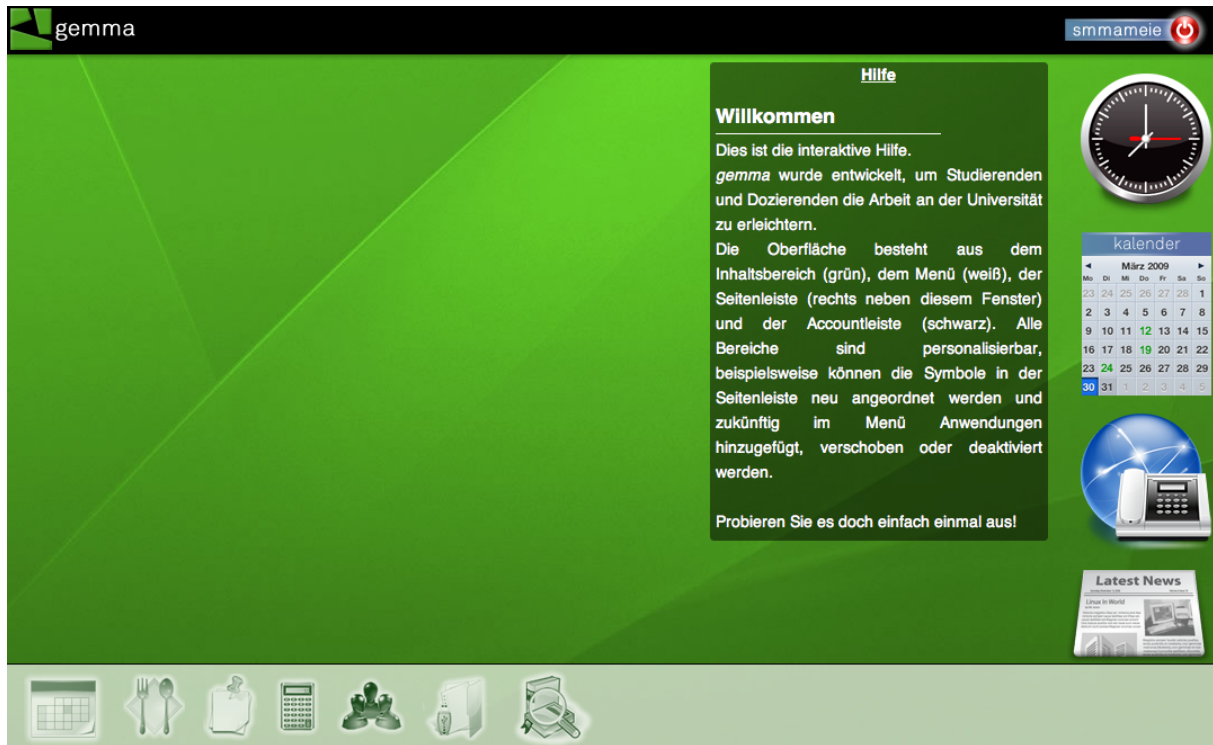 gemma
smmameie
Hilfe
Willkommen
Dies ist die interaktive Hilfe.
gemma wurde entwickelt, um Studierenden
und Dozierenden die Arbeit an der Universität
zu erleichtern.
Die Oberfläche besteht aus dem
Inhaltsbereich (grün), dem Menü (weiß), der
Seitenleiste (rechts neben diesem Fenster)
und der Accountleiste (schwarz). Alle
Bereiche sind personalisierbar,
beispielsweise können die Symbole in der
Seitenleiste neu angeordnet werden und
zukünftig im Menü Anwendungen
hinzugefügt, verschoben oder deaktiviert
werden.
Probieren Sie es doch einfach einmal aus!
kalender
März 2009
Mo Di Mi Do Fr Sa So
23 24 25 26 27 28 1
2 3 4 5 6 7 8
9 10 11 12 13 14 15
16 17 18 19 20 21 22
23 24 25 26 27 28 29
30 31 1 2 3 4 5
Latest News
Linux in World